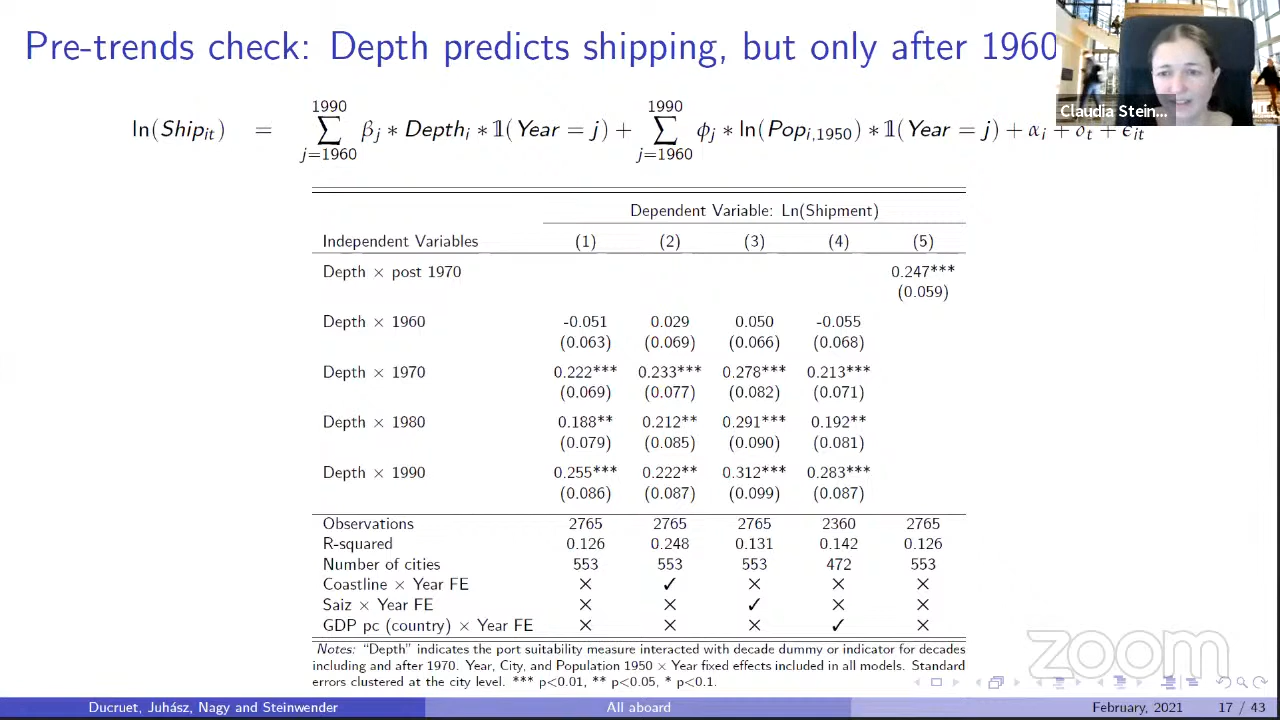 Pre-trends check: Depth predicts shipping, but only after 1960
Claudia Stein...
1990 1990
ln(Ship_it) = ∑ β_j * Depth_i * 𝟙(Year = j) + ∑ ϕ_j * ln(Pop_i,1950) * 𝟙(Year = j) + α_i + δ_t + ϵ_it
j=1960 j=1960
Dependent Variable: Ln(Shipment)
Independent Variables (1) (2) (3) (4) (5)
Depth × post 1970 0.247***
(0.059)
Depth × 1960 -0.051 0.029 0.050 -0.055
(0.063) (0.069) (0.066) (0.068)
Depth × 1970 0.222*** 0.233*** 0.278*** 0.213***
(0.069) (0.077) (0.082) (0.071)
Depth × 1980 0.188** 0.212** 0.291*** 0.192**
(0.079) (0.085) (0.090) (0.081)
Depth × 1990 0.255*** 0.222** 0.312*** 0.283***
(0.086) (0.087) (0.099) (0.087)
Observations 2765 2765 2765 2360 2765
R-squared 0.126 0.248 0.131 0.142 0.126
Number of cities 553 553 553 472 553
Coastline × Year FE × ✓ × × ×
Saiz × Year FE × × ✓ × ×
GDP pc (country) × Year FE × × × ✓ ×
Notes: "Depth" indicates the port suitability measure interacted with decade dummy or indicator for decades
including and after 1970. Year, City, and Population 1950 × Year fixed effects included in all models. Standard
errors clustered at the city level. *** p<0.01, ** p<0.05, * p<0.1.
zoom
Ducruet, Juhász, Nagy and Steinwender All aboard February, 2021 17 / 43